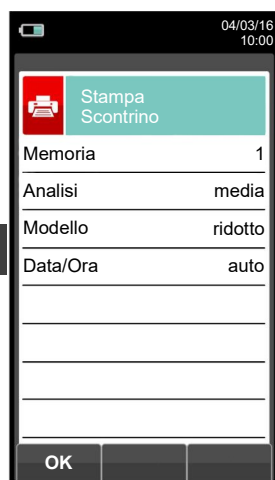 04/03/16
10:00
Stampa
Scontrino
Memoria 1
Analisi media
Modello ridotto
Data/Ora auto
OK